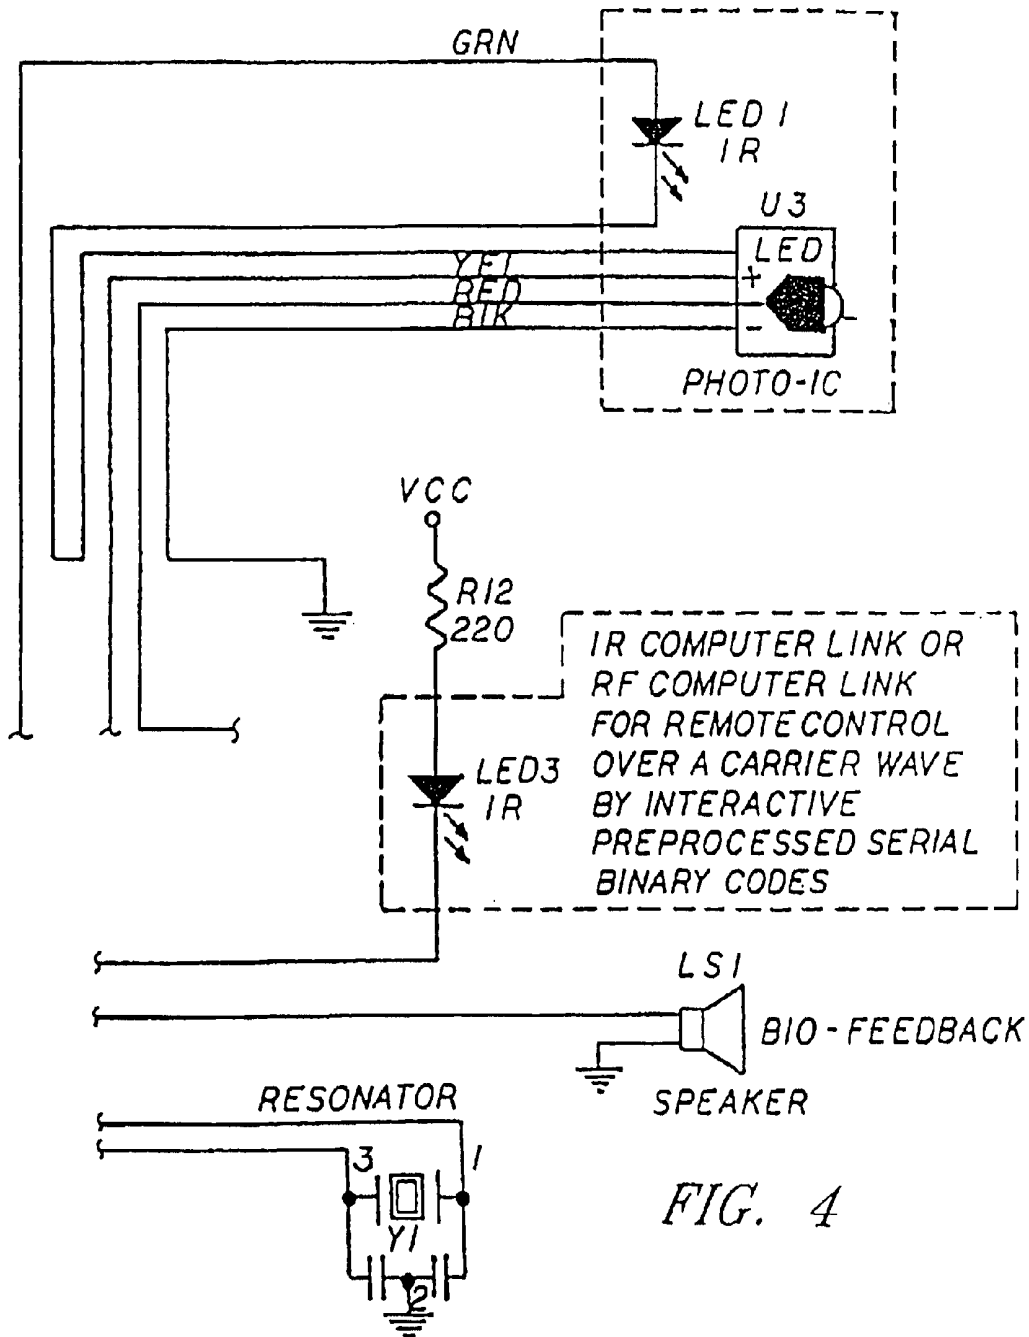 GRN
LED1
IR
U3
LED
+
YEL
RED
BLK
-
PHOTO-IC
VCC
R12
220
IR COMPUTER LINK OR
RF COMPUTER LINK
FOR REMOTE CONTROL
OVER A CARRIER WAVE
BY INTERACTIVE
PREPROCESSED SERIAL
BINARY CODES
LED3
IR
LS1
BIO-FEEDBACK
SPEAKER
RESONATOR
3
1
Y1
2
FIG. 4